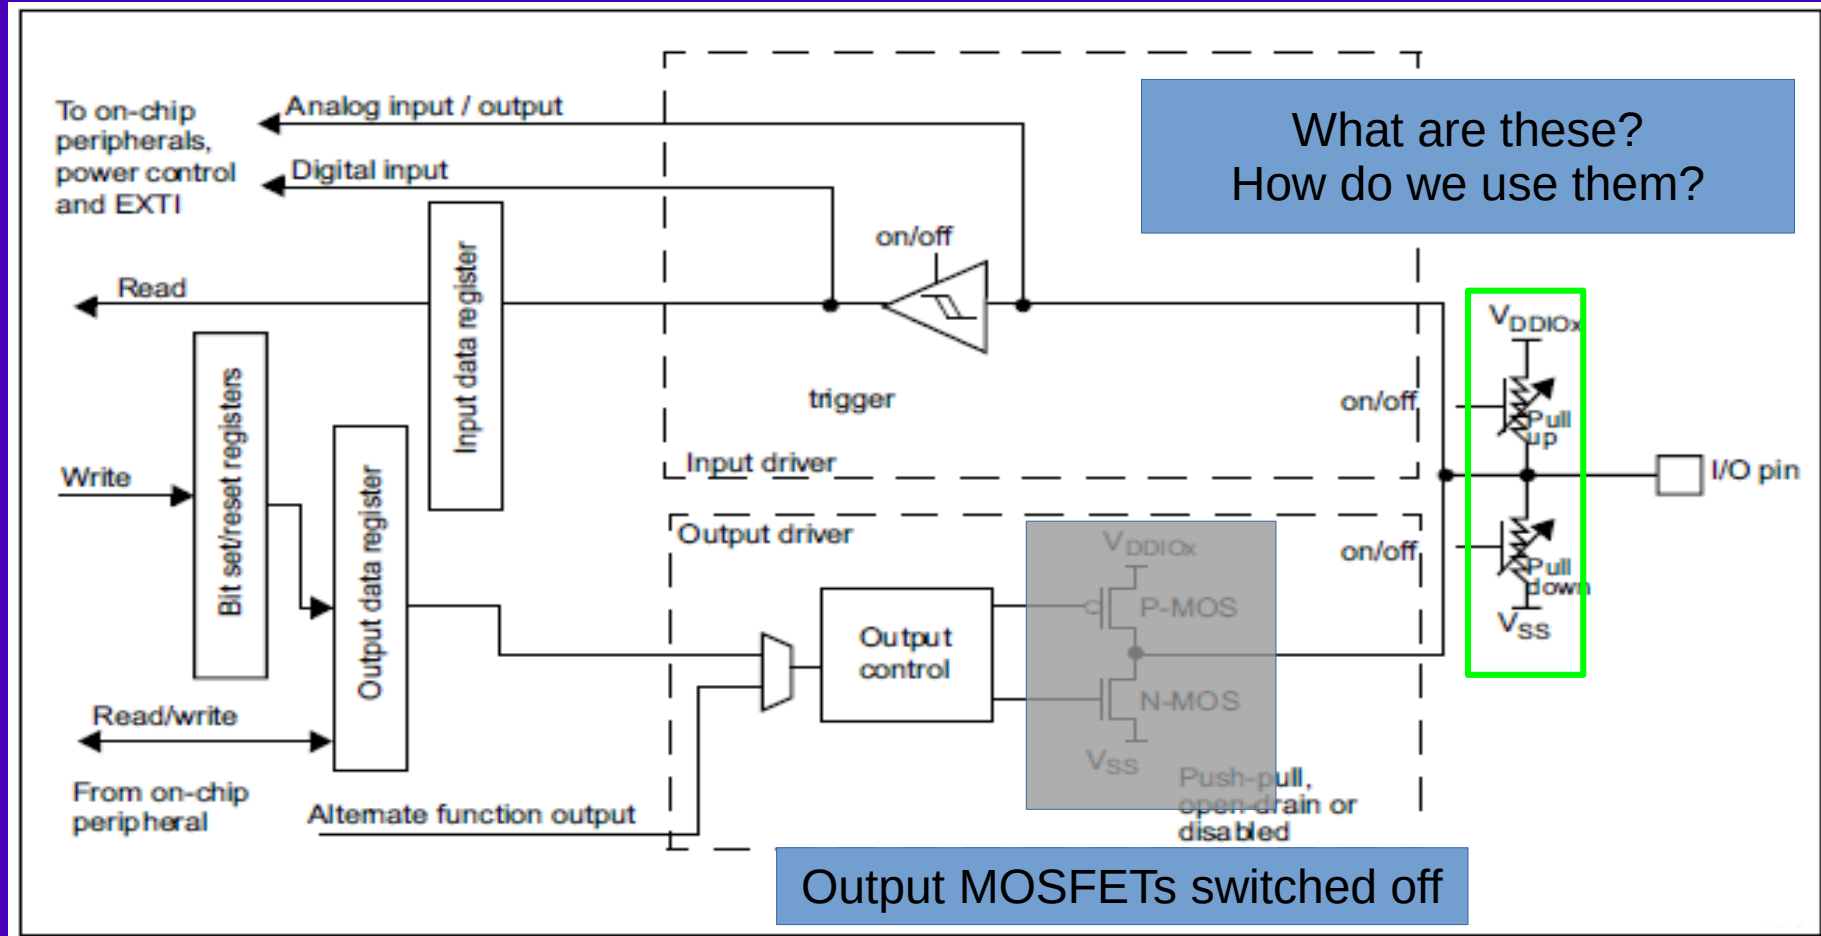 What are these?
How do we use them?
To on-chip
peripherals,
power control
and EXTI
Analog input / output
Digital input
on/off
Read
Input data register
trigger
Input driver
VDDIOx
on/off
Pull
up
I/O pin
on/off
Pull
down
VSS
Write
Bit set/reset registers
Output data register
Read/write
From on-chip
peripheral
Alternate function output
Output driver
Output
control
VDDIOx
P-MOS
N-MOS
VSS
Push-pull,
open-drain or
disabled
Output MOSFETs switched off